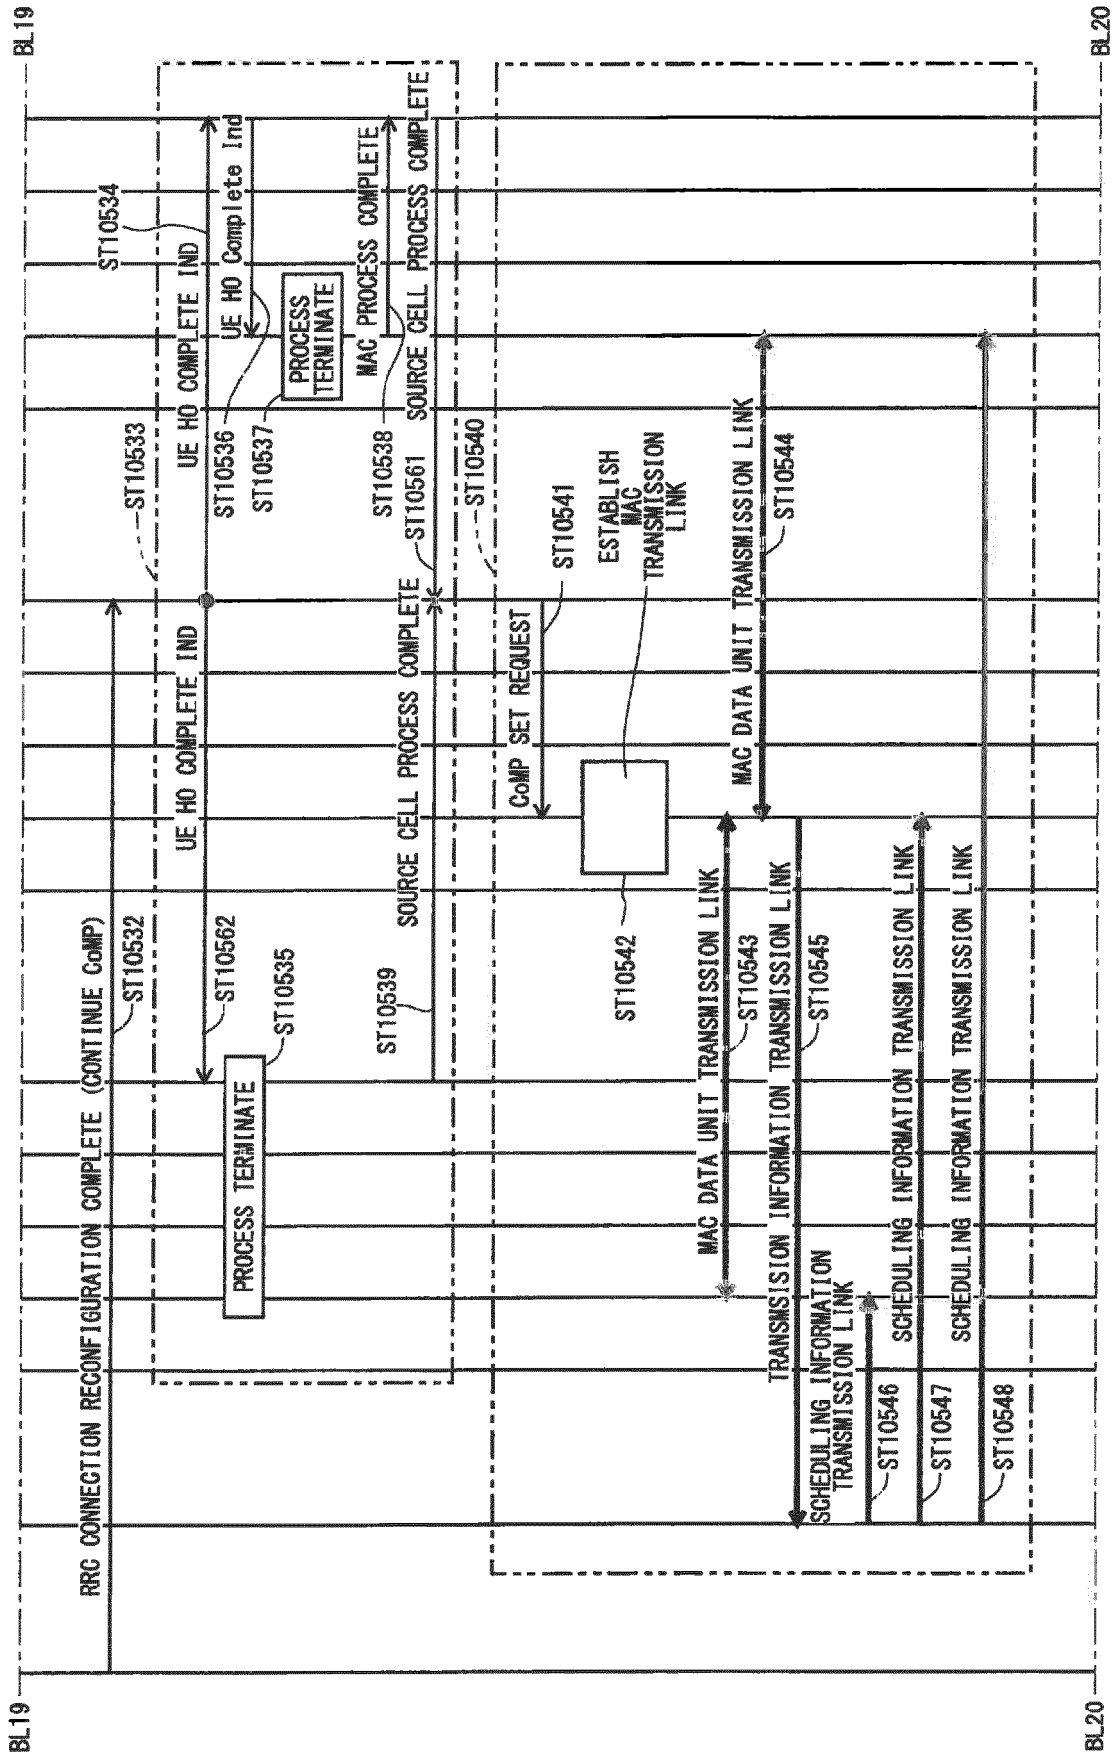 BL19
BL19
RRC CONNECTION RECONFIGURATION COMPLETE (CONTINUE CoMP)
ST10532
ST10533
ST10534
UE HO COMPLETE IND
UE HO COMPLETE IND
ST10562
ST10536
UE HO Complete Ind
PROCESS TERMINATE
ST10535
ST10537
PROCESS
TERMINATE
MAC PROCESS COMPLETE
ST10538
ST10539
SOURCE CELL PROCESS COMPLETE
SOURCE CELL PROCESS COMPLETE
ST10561
ST10540
CoMP SET REQUEST
ST10541
ST10542
ESTABLISH
MAC
TRANSMISSION
LINK
MAC DATA UNIT TRANSMISSION LINK
ST10543
MAC DATA UNIT TRANSMISSION LINK
ST10544
TRANSMSISION INFORMATION TRANSMISSION LINK
ST10545
SCHEDULING INFORMATION
TRANSMISSION LINK
ST10546
SCHEDULING INFORMATION TRANSMISSION LINK
ST10547
SCHEDULING INFORMATION TRANSMISSION LINK
ST10548
BL20
BL20